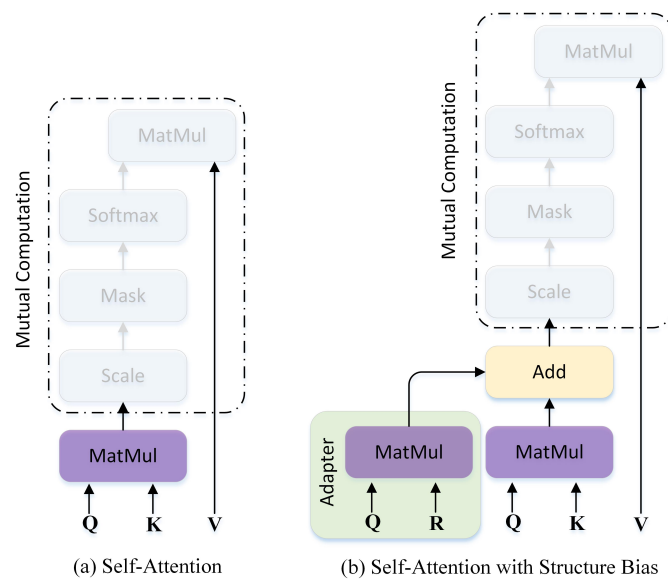 Mutual Computation
MatMul
Softmax
Mask
Scale
MatMul
Q K V
(a) Self-Attention
Mutual Computation
MatMul
Softmax
Mask
Scale
Add
Adapter
MatMul MatMul
Q R Q K V
(b) Self-Attention with Structure Bias